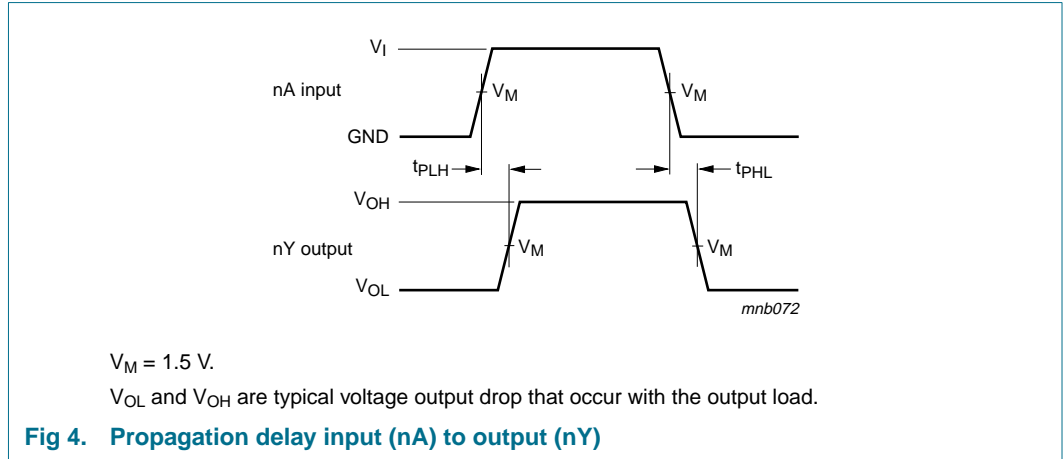 VI
nA input
VM
VM
GND
tPLH
tPHL
VOH
nY output
VM
VM
VOL
mnb072
VM = 1.5 V.
VOL and VOH are typical voltage output drop that occur with the output load.
Fig 4. Propagation delay input (nA) to output (nY)